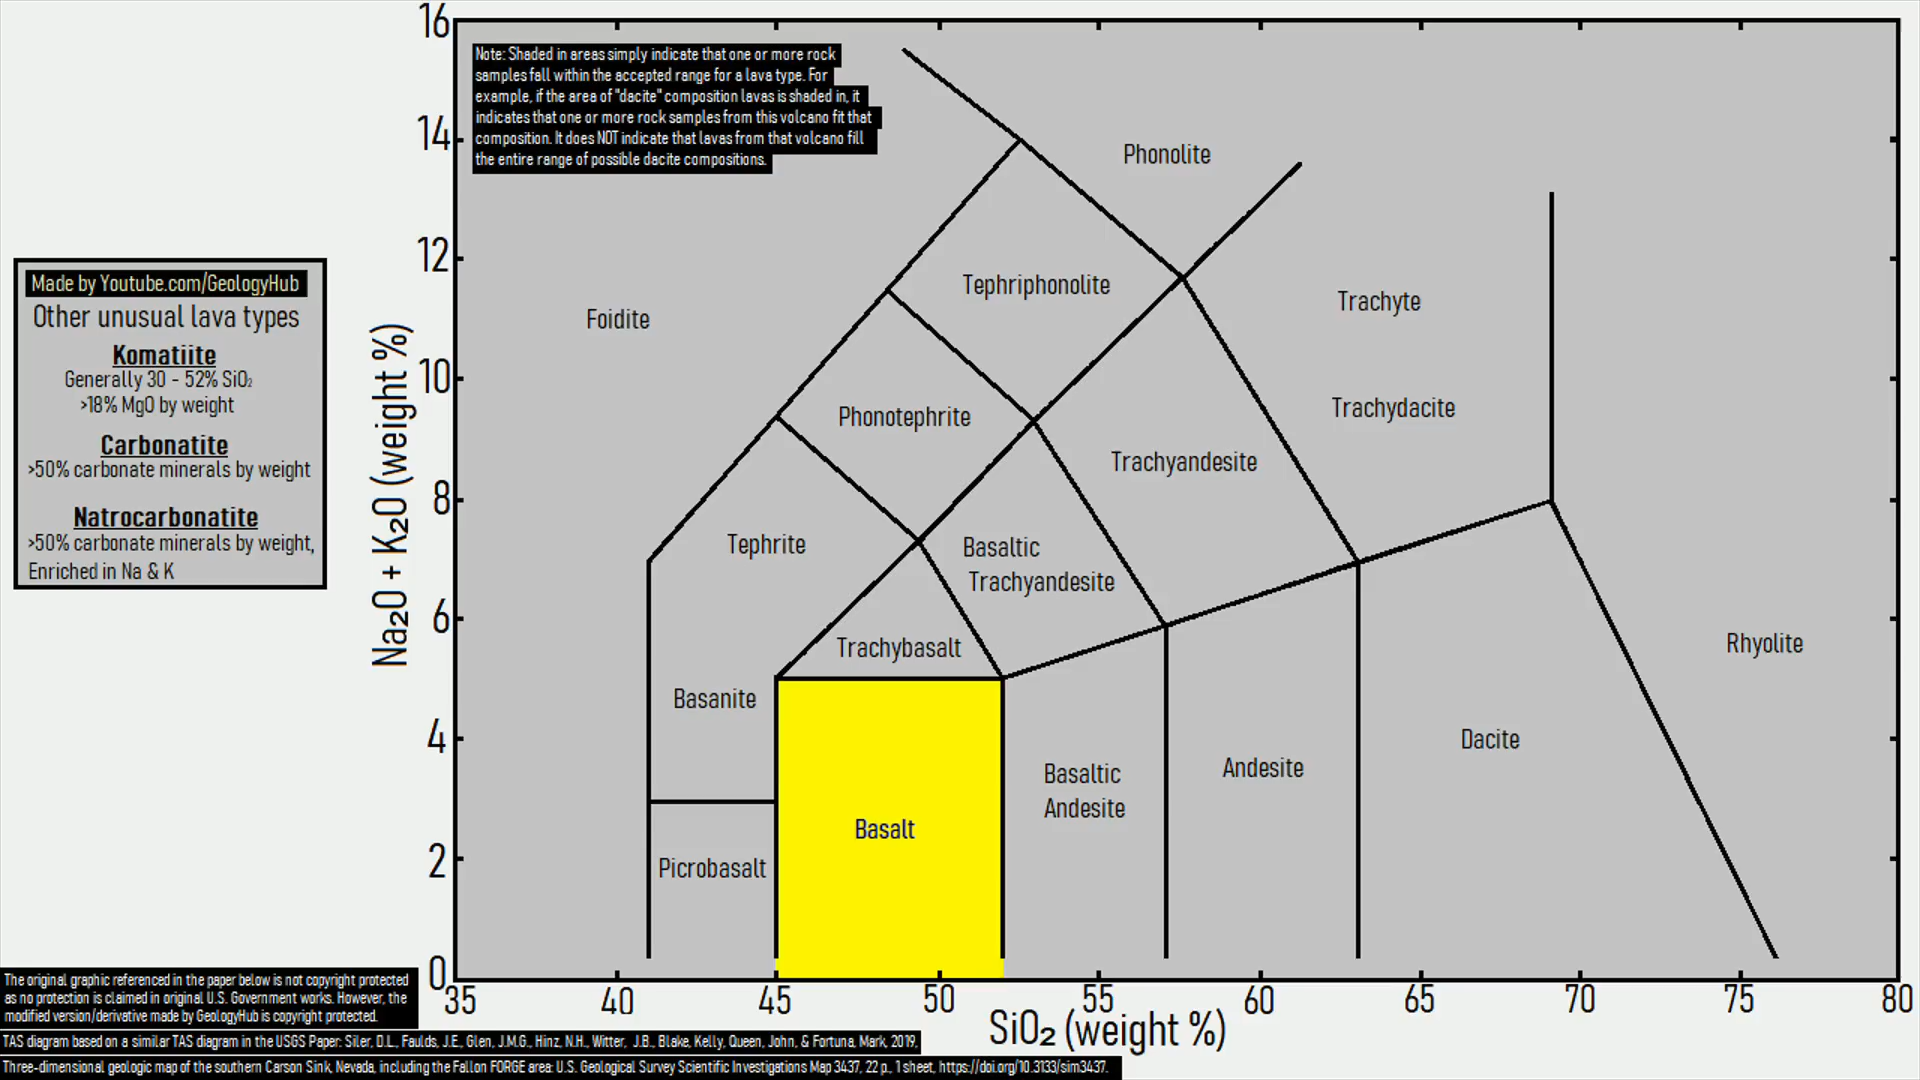 16
Note: Shaded in areas simply indicate that one or more rock
samples fall within the accepted range for a lava type. For
example, if the area of "dacite" composition lavas is shaded in, it
indicates that one or more rock samples from this volcano fit that
composition. It does NOT indicate that lavas from that volcano fill
the entire range of possible dacite compositions.
14
Phonolite
12
Made by Youtube.com/GeologyHub
Other unusual lava types
Komatiite
Generally 30 - 52% SiO₂
>18% MgO by weight
Carbonatite
>50% carbonate minerals by weight
Natrocarbonatite
>50% carbonate minerals by weight,
Enriched in Na & K
Na₂O + K₂O (weight %)
Tephriphonolite
Trachyte
Foidite
10
Phonotephrite
Trachydacite
Trachyandesite
8
Tephrite
Basaltic
Trachyandesite
6
Trachybasalt
Rhyolite
Basanite
4
Dacite
Basaltic
Andesite
Andesite
Basalt
2
Picrobasalt
0
35 40 45 50 55 60 65 70 75 80
SiO₂ (weight %)
The original graphic referenced in the paper below is not copyright protected
as no protection is claimed in original U.S. Government works. However, the
modified version/derivative made by GeologyHub is copyright protected.
TAS diagram based on a similar TAS diagram in the USGS Paper: Siler, D.L., Faulds, J.E., Glen, J.M.G., Hinz, N.H., Witter, J.B., Blake, Kelly, Queen, John, & Fortuna, Mark, 2019,
Three-dimensional geologic map of the southern Carson Sink, Nevada, including the Fallon FORGE area: U.S. Geological Survey Scientific Investigations Map 3437, 22 p., 1 sheet, https://doi.org/10.3133/sim3437.